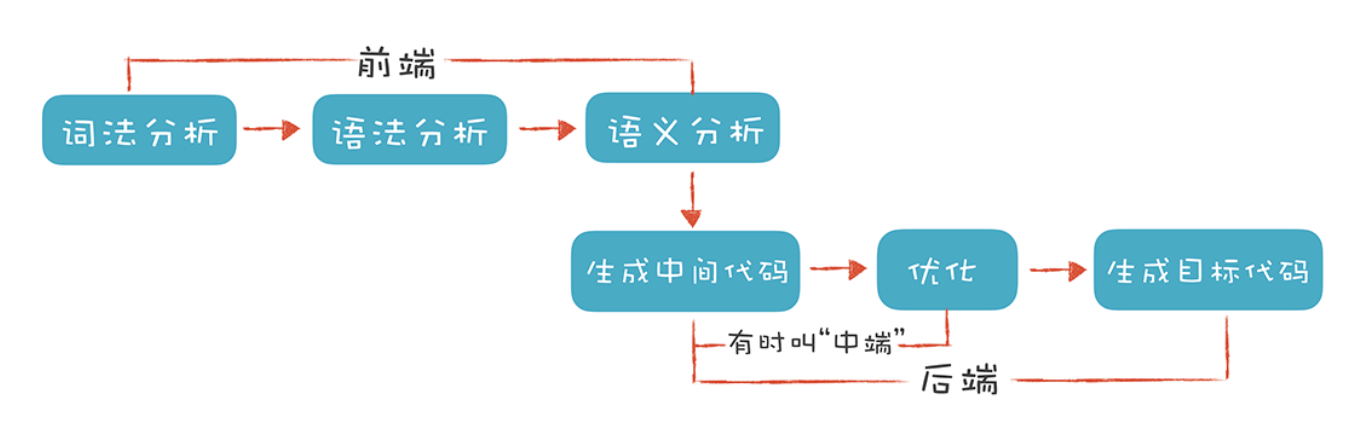 前端
词法分析
语法分析
语义分析
生成中间代码
优化
生成目标代码
有时叫“中端”
后端